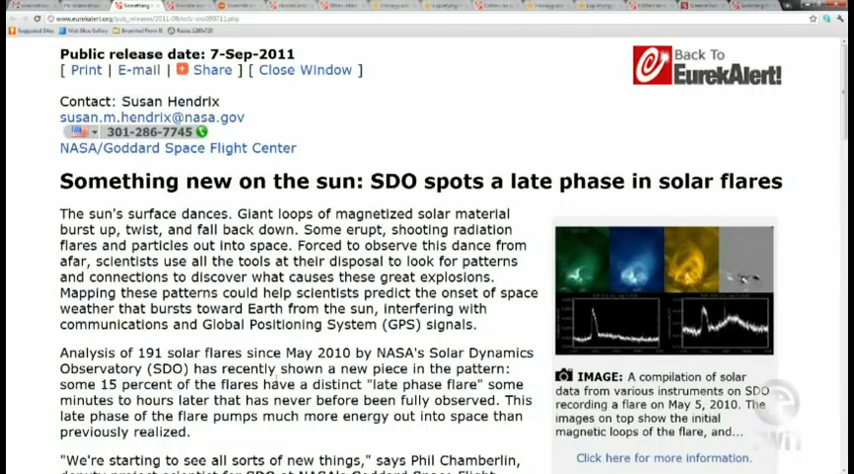 Public release date: 7-Sep-2011
[ Print | E-mail | Share ] [ Close Window ]
Back To
EurekAlert!
Contact: Susan Hendrix
susan.m.hendrix@nasa.gov
301-286-7745
NASA/Goddard Space Flight Center
Something new on the sun: SDO spots a late phase in solar flares
The sun's surface dances. Giant loops of magnetized solar material
burst up, twist, and fall back down. Some erupt, shooting radiation
flares and particles out into space. Forced to observe this dance from
afar, scientists use all the tools at their disposal to look for patterns
and connections to discover what causes these great explosions.
Mapping these patterns could help scientists predict the onset of space
weather that bursts toward Earth from the sun, interfering with
communications and Global Positioning System (GPS) signals.
Analysis of 191 solar flares since May 2010 by NASA's Solar Dynamics
Observatory (SDO) has recently shown a new piece in the pattern:
some 15 percent of the flares have a distinct "late phase flare" some
minutes to hours later that has never before been fully observed. This
late phase of the flare pumps much more energy out into space than
previously realized.
"We're starting to see all sorts of new things," says Phil Chamberlin,
deputy project scientist for SDO at NASA's Goddard Space Flight
IMAGE: A compilation of solar
data from various instruments on SDO
recording a flare on May 5, 2010. The
images on top show the initial
magnetic loops of the flare, and...
Click here for more information.